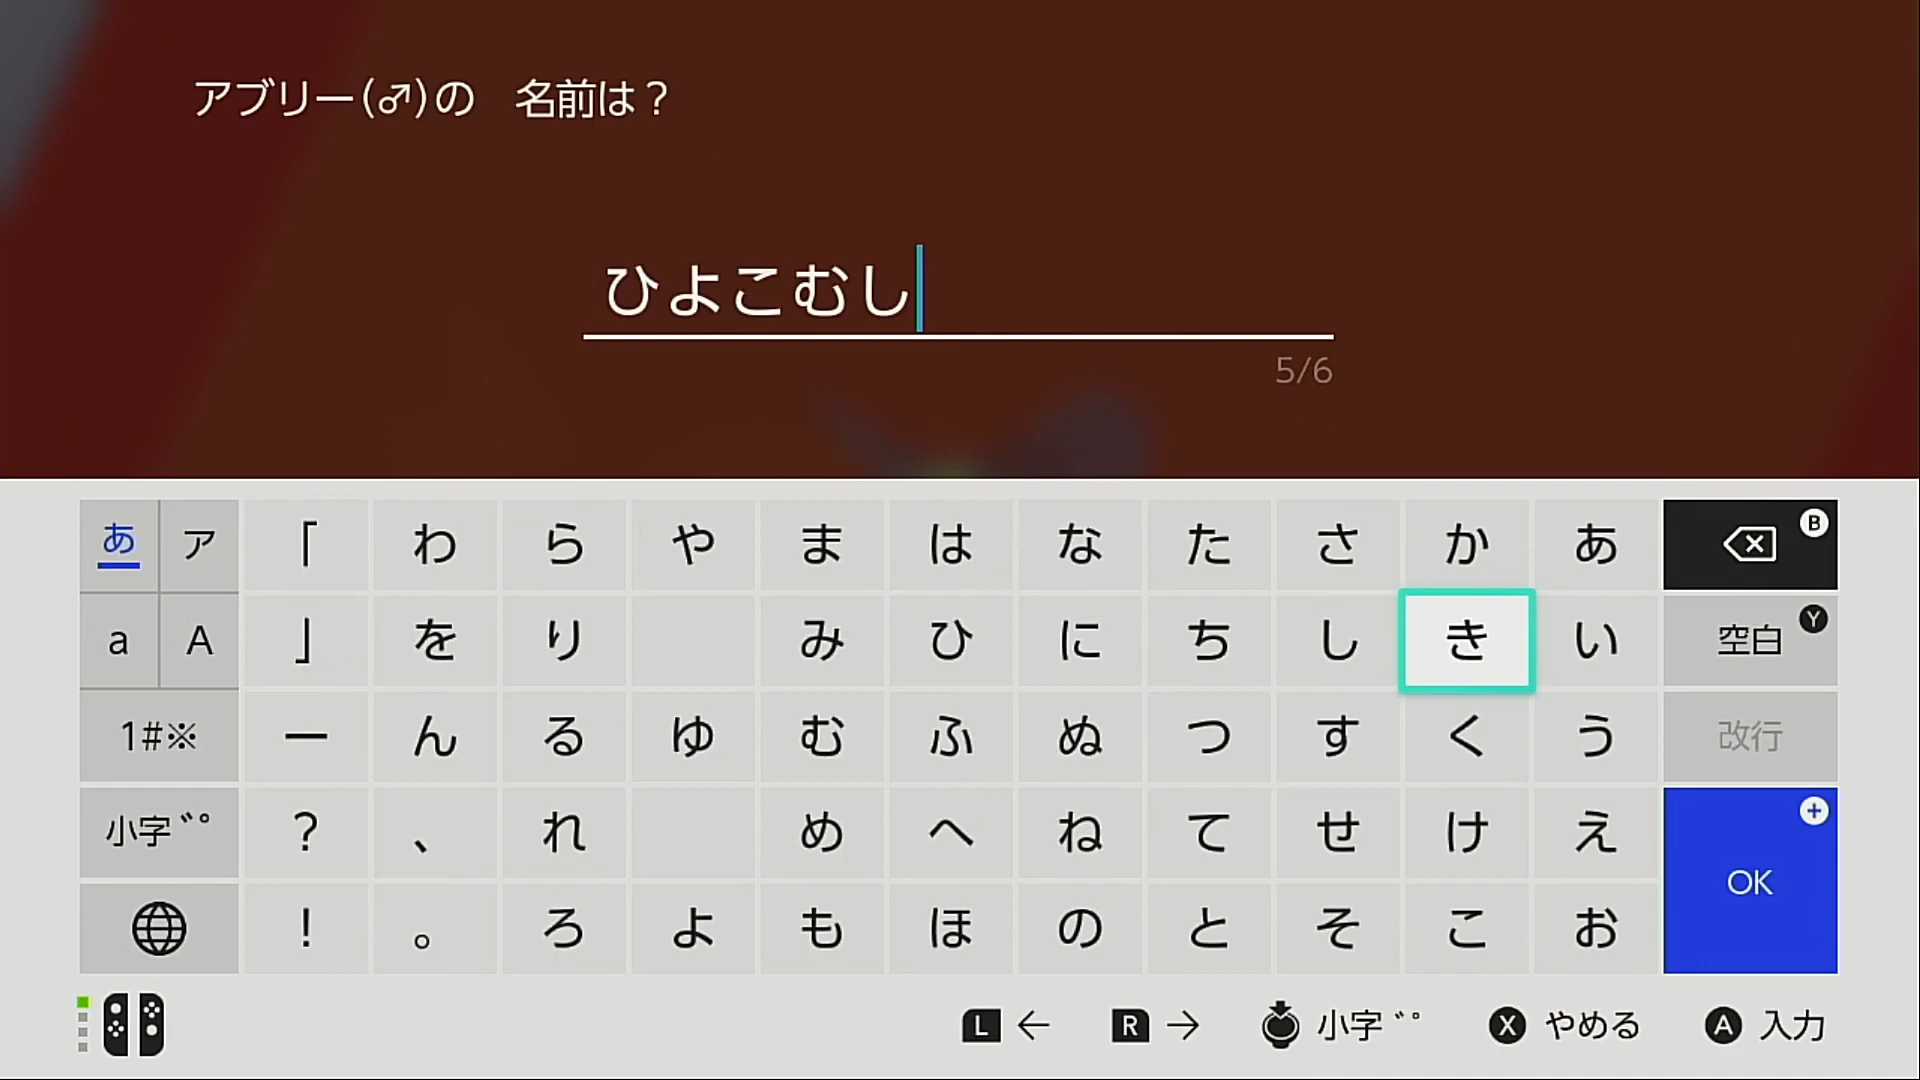 アブリー(♂)の　名前は？
ひよこむし
5/6
あ ア 「 わ ら や ま は な た さ か あ B
a A 」 を り み ひ に ち し き い 空白 Y
1#※ ー ん る ゆ む ふ ぬ つ す く う 改行
小字゛゜ ? 、 れ め へ ね て せ け え +
! 。 ろ よ も ほ の と そ こ お OK
L ← R → 小字゛゜ X やめる A 入力